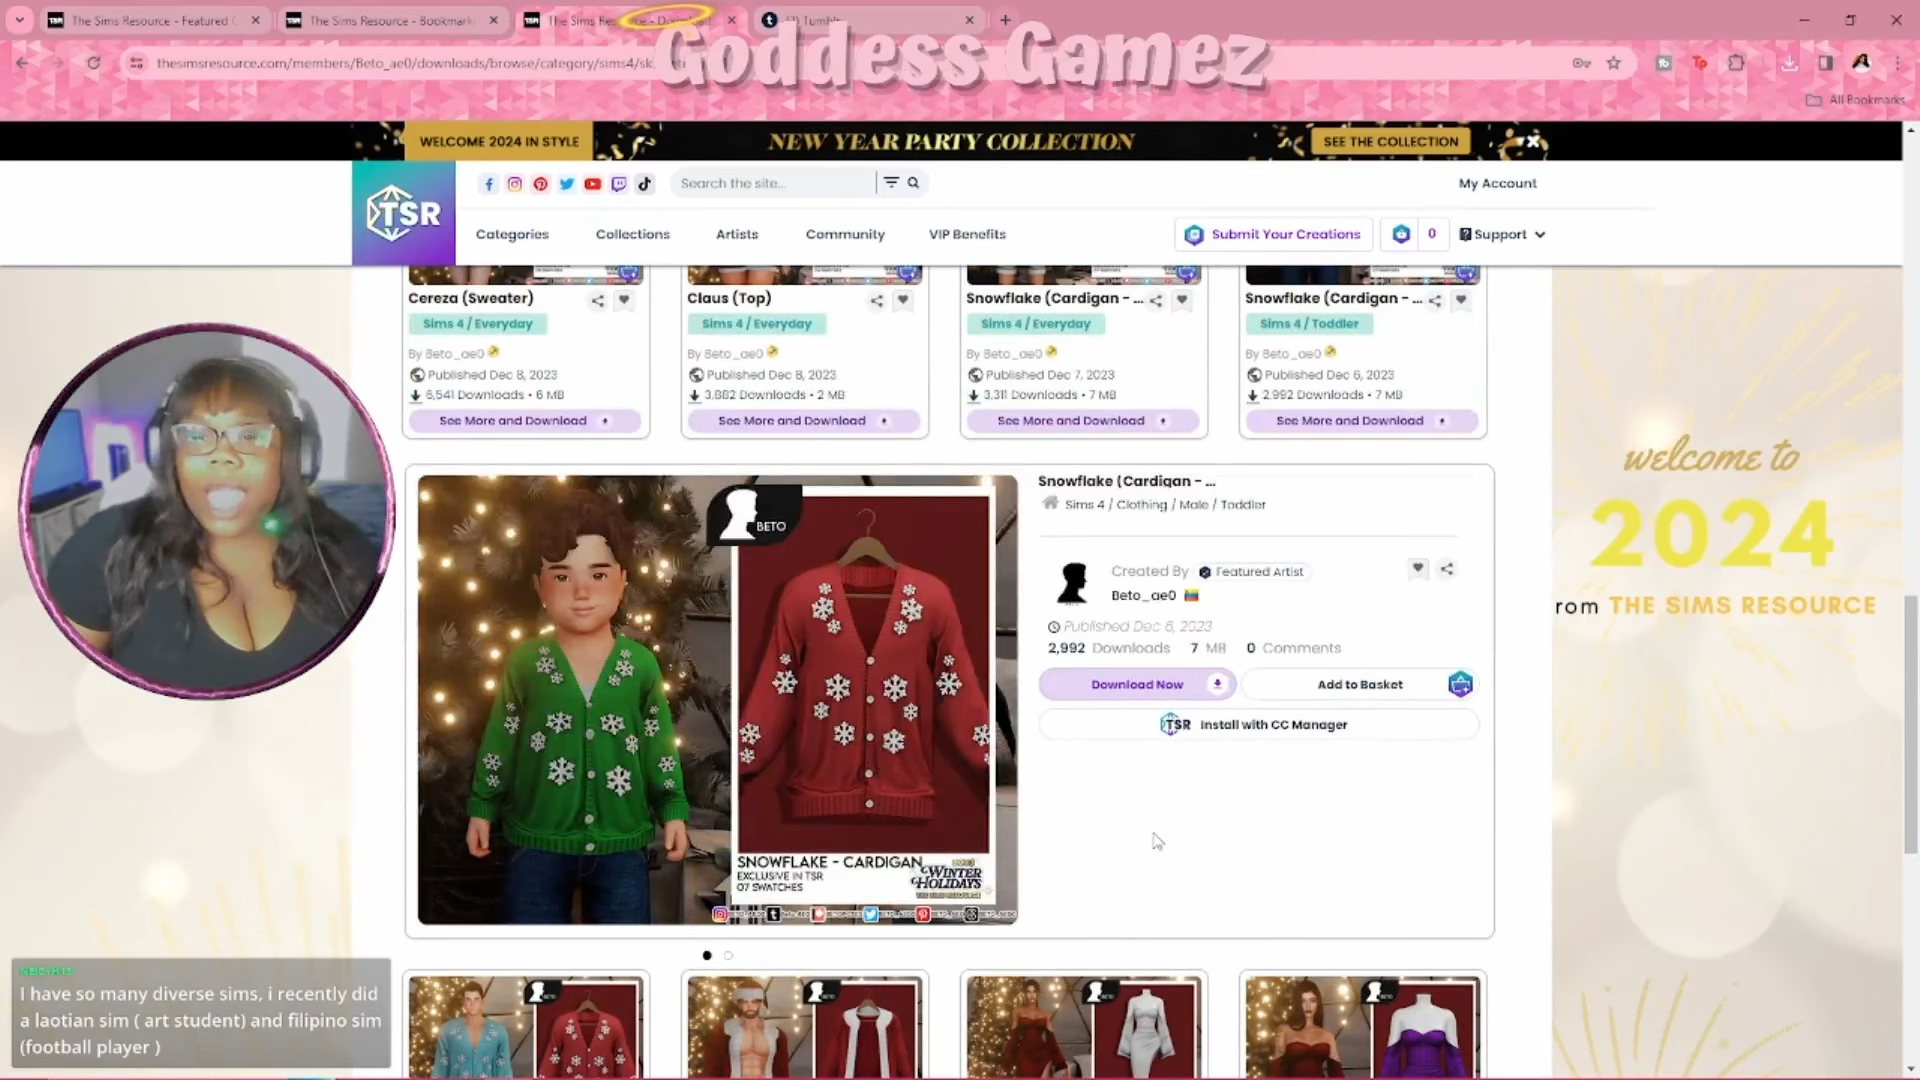 The Sims Resource - Featured
The Sims Resource - Bookmark
The Sims Resource - Download
Tumblr
Goddess Gamez
thesimsresource.com/members/Beto_ae0/downloads/browse/category/sims4/sk
All Bookmarks
WELCOME 2024 IN STYLE
NEW YEAR PARTY COLLECTION
SEE THE COLLECTION
TSR
Search the site...
My Account
Categories
Collections
Artists
Community
VIP Benefits
Submit Your Creations
0
Support
Cereza (Sweater)
Sims 4 / Everyday
By Beto_ae0
Published Dec 8, 2023
6,541 Downloads • 6 MB
See More and Download
Claus (Top)
Sims 4 / Everyday
By Beto_ae0
Published Dec 8, 2023
3,882 Downloads • 2 MB
See More and Download
Snowflake (Cardigan - ...
Sims 4 / Everyday
By Beto_ae0
Published Dec 7, 2023
3,311 Downloads • 7 MB
See More and Download
Snowflake (Cardigan - ...
Sims 4 / Toddler
By Beto_ae0
Published Dec 6, 2023
2,992 Downloads • 7 MB
See More and Download
BETO
SNOWFLAKE - CARDIGAN
EXCLUSIVE IN TSR
07 SWATCHES
WINTER
HOLIDAYS
Snowflake (Cardigan - ...
Sims 4 / Clothing / Male / Toddler
Created By
Featured Artist
Beto_ae0
Published Dec 6, 2023
2,992 Downloads 7 MB 0 Comments
Download Now
Add to Basket
TSR Install with CC Manager
welcome to
2024
rom THE SIMS RESOURCE
I have so many diverse sims, i recently did
a laotian sim ( art student) and filipino sim
(football player )